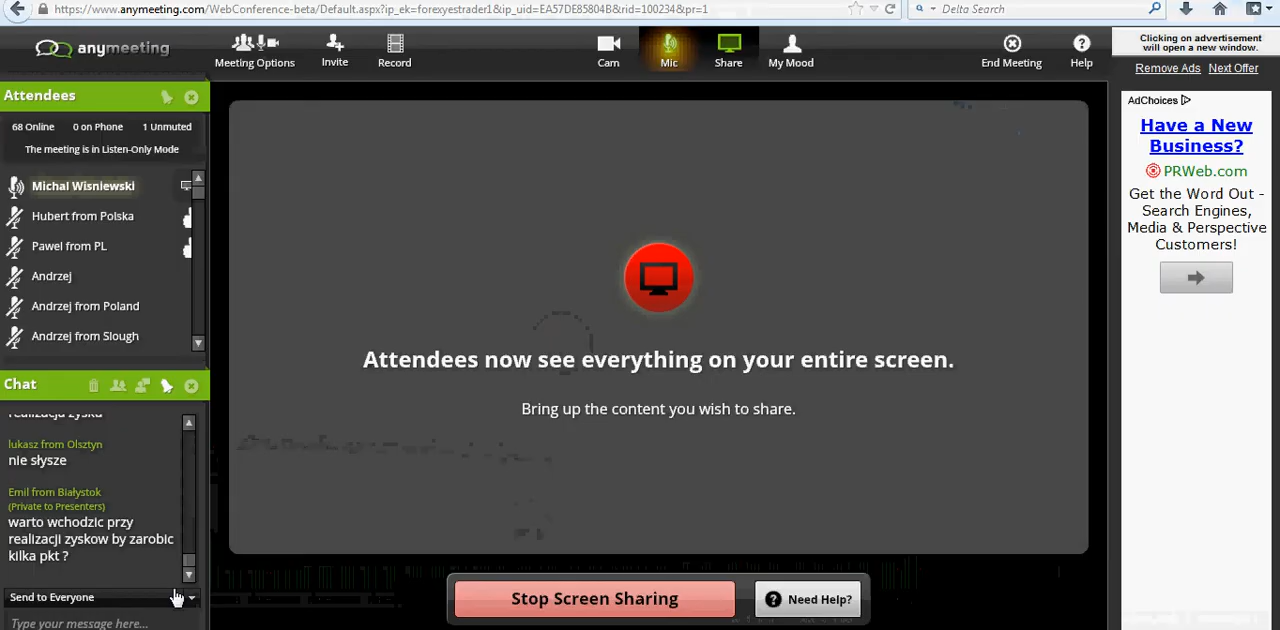 https://www.anymeeting.com/WebConference-beta/Default.aspx?ip_ek=forexyestrader1&ip_uid=EA57DE85804B&rid=100234&pr=1
Delta Search
anymeeting
Meeting Options
Invite
Record
Cam
Mic
Share
My Mood
End Meeting
Help
Clicking on advertisement
will open a new window.
Remove Ads Next Offer
Attendees
68 Online 0 on Phone 1 Unmuted
The meeting is in Listen-Only Mode
Michal Wisniewski
Hubert from Polska
Pawel from PL
Andrzej
Andrzej from Poland
Andrzej from Slough
Chat
realizacja zysku
lukasz from Olsztyn
nie słysze
Emil from Białystok
(Private to Presenters)
warto wchodzic przy
realizacji zyskow by zarobic
kilka pkt ?
Send to Everyone
Type your message here...
Attendees now see everything on your entire screen.
Bring up the content you wish to share.
Stop Screen Sharing
Need Help?
AdChoices
Have a New
Business?
PRWeb.com
Get the Word Out -
Search Engines,
Media & Perspective
Customers!